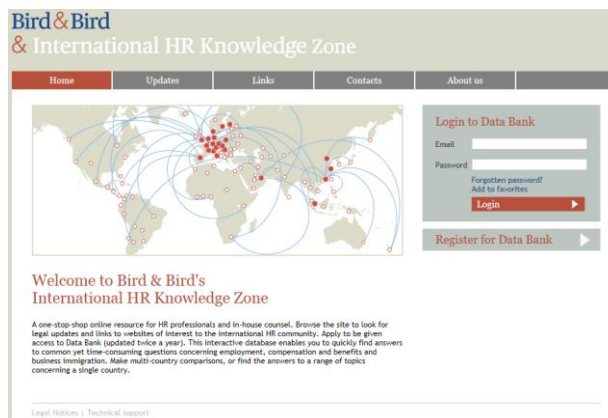 Bird & Bird
& International HR Knowledge Zone
Home Updates Links Contacts About us
Login to Data Bank
Email
Password
Forgotten password?
Add to favorites
Login
Register for Data Bank
Welcome to Bird & Bird's
International HR Knowledge Zone
A one-stop-shop online resource for HR professionals and in-house counsel. Browse the site to look for
legal updates and links to websites of interest to the international HR community. Apply to be given
access to Data Bank (updated twice a year). This interactive database enables you to quickly find answers
to common yet time-consuming questions concerning employment, compensation and benefits and
business immigration. Make multi-country comparisons, or find the answers to a range of topics
concerning a single country.
Legal Notices | Technical support